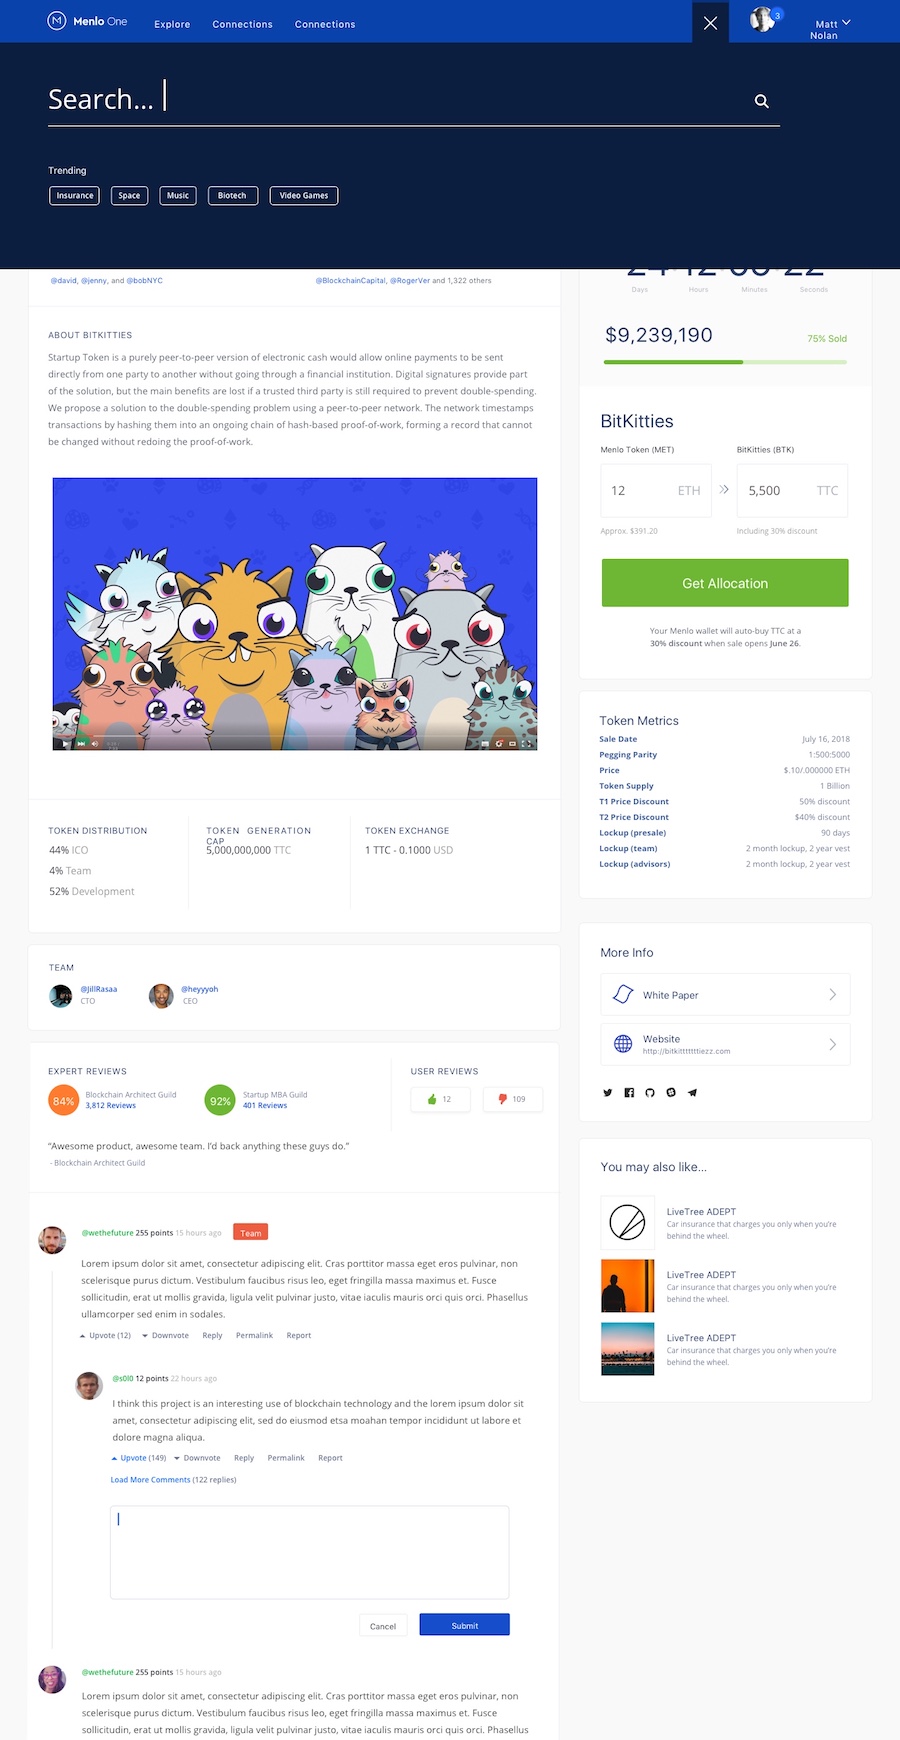 Menlo One
Explore
Connections
Connections
3
Matt
Nolan
Search...
Trending
Insurance
Space
Music
Biotech
Video Games
@david, @jenny, and @bobNYC
@BlockchainCapital, @RogerVer and 1,322 others
ABOUT BITKITTIES
Startup Token is a purely peer-to-peer version of electronic cash would allow online payments to be sent
directly from one party to another without going through a financial institution. Digital signatures provide part
of the solution, but the main benefits are lost if a trusted third party is still required to prevent double-spending.
We propose a solution to the double-spending problem using a peer-to-peer network. The network timestamps
transactions by hashing them into an ongoing chain of hash-based proof-of-work, forming a record that cannot
be changed without redoing the proof-of-work.
TOKEN DISTRIBUTION
44% ICO
4% Team
52% Development
TOKEN GENERATION
CAP
5,000,000,000 TTC
TOKEN EXCHANGE
1 TTC - 0.1000 USD
TEAM
@JillRasaa
CTO
@heyyyoh
CEO
EXPERT REVIEWS
84%
Blockchain Architect Guild
3,812 Reviews
92%
Startup MBA Guild
401 Reviews
USER REVIEWS
12
109
“Awesome product, awesome team. I’d back anything these guys do.”
- Blockchain Architect Guild
@wethefuture 255 points 15 hours ago
Team
Lorem ipsum dolor sit amet, consectetur adipiscing elit. Cras porttitor massa eget eros pulvinar, non
scelerisque purus dictum. Vestibulum faucibus risus leo, eget fringilla massa maximus et. Fusce
sollicitudin, erat ut mollis gravida, ligula velit pulvinar justo, vitae iaculis mauris orci quis orci. Phasellus
ullamcorper sed enim in sodales.
Upvote (12) Downvote Reply Permalink Report
@s0l0 12 points 22 hours ago
I think this project is an interesting use of blockchain technology and the lorem ipsum dolor sit
amet, consectetur adipiscing elit, sed do eiusmod etsa moahan tempor incididunt ut labore et
dolore magna aliqua.
Upvote (149) Downvote Reply Permalink Report
Load More Comments (122 replies)
Cancel
Submit
@wethefuture 255 points 15 hours ago
Lorem ipsum dolor sit amet, consectetur adipiscing elit. Cras porttitor massa eget eros pulvinar, non
scelerisque purus dictum. Vestibulum faucibus risus leo, eget fringilla massa maximus et. Fusce
sollicitudin, erat ut mollis gravida, ligula velit pulvinar justo, vitae iaculis mauris orci quis orci. Phasellus
Days
Hours
Minutes
Seconds
$9,239,190
75% Sold
BitKitties
Menlo Token (MET)
BitKitties (BTK)
12 ETH
5,500 TTC
Approx. $391.20
Including 30% discount
Get Allocation
Your Menlo wallet will auto-buy TTC at a
30% discount when sale opens June 26.
Token Metrics
Sale Date July 16, 2018
Pegging Parity 1:500:5000
Price $.10/.000000 ETH
Token Supply 1 Billion
T1 Price Discount 50% discount
T2 Price Discount $40% discount
Lockup (presale) 90 days
Lockup (team) 2 month lockup, 2 year vest
Lockup (advisors) 2 month lockup, 2 year vest
More Info
White Paper
Website
http://bitkitttttttiezz.com
You may also like...
LiveTree ADEPT
Car insurance that charges you only when you’re
behind the wheel.
LiveTree ADEPT
Car insurance that charges you only when you’re
behind the wheel.
LiveTree ADEPT
Car insurance that charges you only when you’re
behind the wheel.